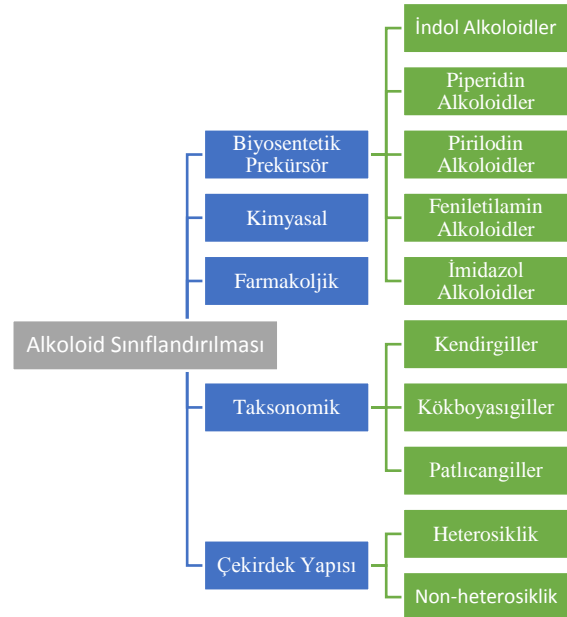 Alkoloid Sınıflandırılması
Biyosentetik
Prekürsör
İndol Alkoloidler
Piperidin
Alkoloidler
Pirilodin
Alkoloidler
Feniletilamin
Alkoloidler
İmidazol
Alkoloidler
Kimyasal
Farmakoljik
Taksonomik
Kendirgiller
Kökboyasıgiller
Patlıcangiller
Çekirdek Yapısı
Heterosiklik
Non-heterosiklik